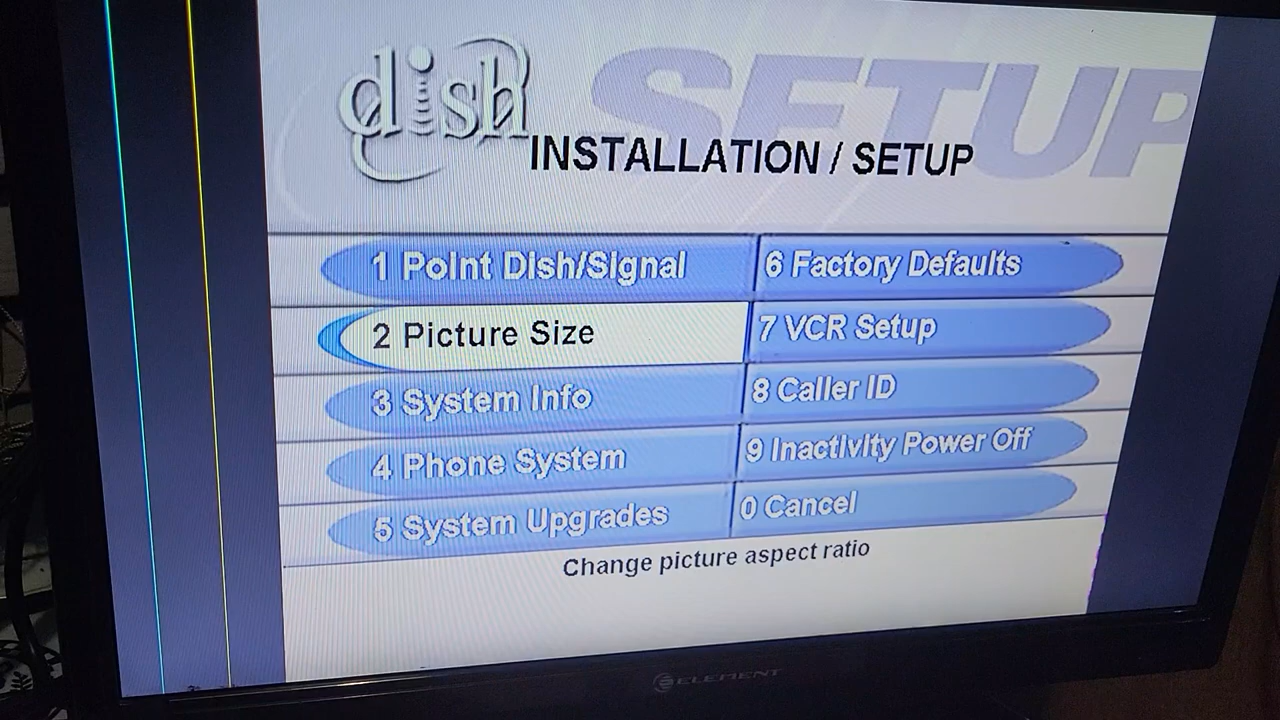 dish
SETUP
INSTALLATION / SETUP
1 Point Dish/Signal
2 Picture Size
3 System Info
4 Phone System
5 System Upgrades
6 Factory Defaults
7 VCR Setup
8 Caller ID
9 Inactivity Power Off
0 Cancel
Change picture aspect ratio
ELEMENT